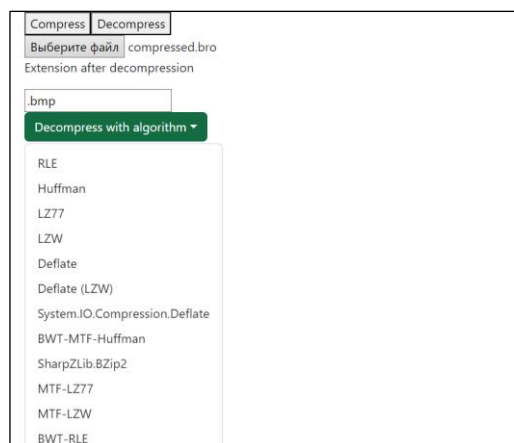 Compress Decompress
Выберите файл compressed.bro
Extension after decompression
.bmp
Decompress with algorithm
RLE
Huffman
LZ77
LZW
Deflate
Deflate (LZW)
System.IO.Compression.Deflate
BWT-MTF-Huffman
SharpZLib.BZip2
MTF-LZ77
MTF-LZW
BWT-RLE